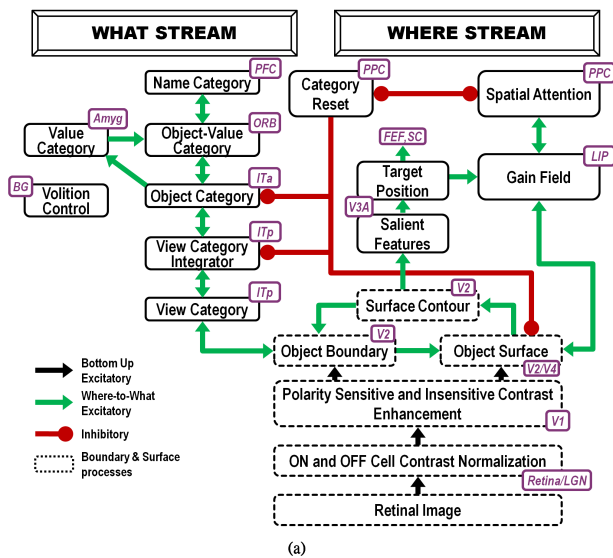 WHAT STREAM
WHERE STREAM
PFC
Name Category
PPC
Category
Reset
PPC
Spatial Attention
Amyg
Value
Category
ORB
Object-Value
Category
FEF,SC
Target
Position
LIP
Gain Field
BG
Volition
Control
ITa
Object Category
V3A
Salient
Features
ITp
View Category
Integrator
ITp
View Category
V2
Surface Contour
V2
Object Boundary
Object Surface
V2/V4
Bottom Up
Excitatory
Where-to-What
Excitatory
Inhibitory
Boundary & Surface
processes
Polarity Sensitive and Insensitive Contrast
Enhancement
V1
ON and OFF Cell Contrast Normalization
Retina/LGN
Retinal Image
(a)